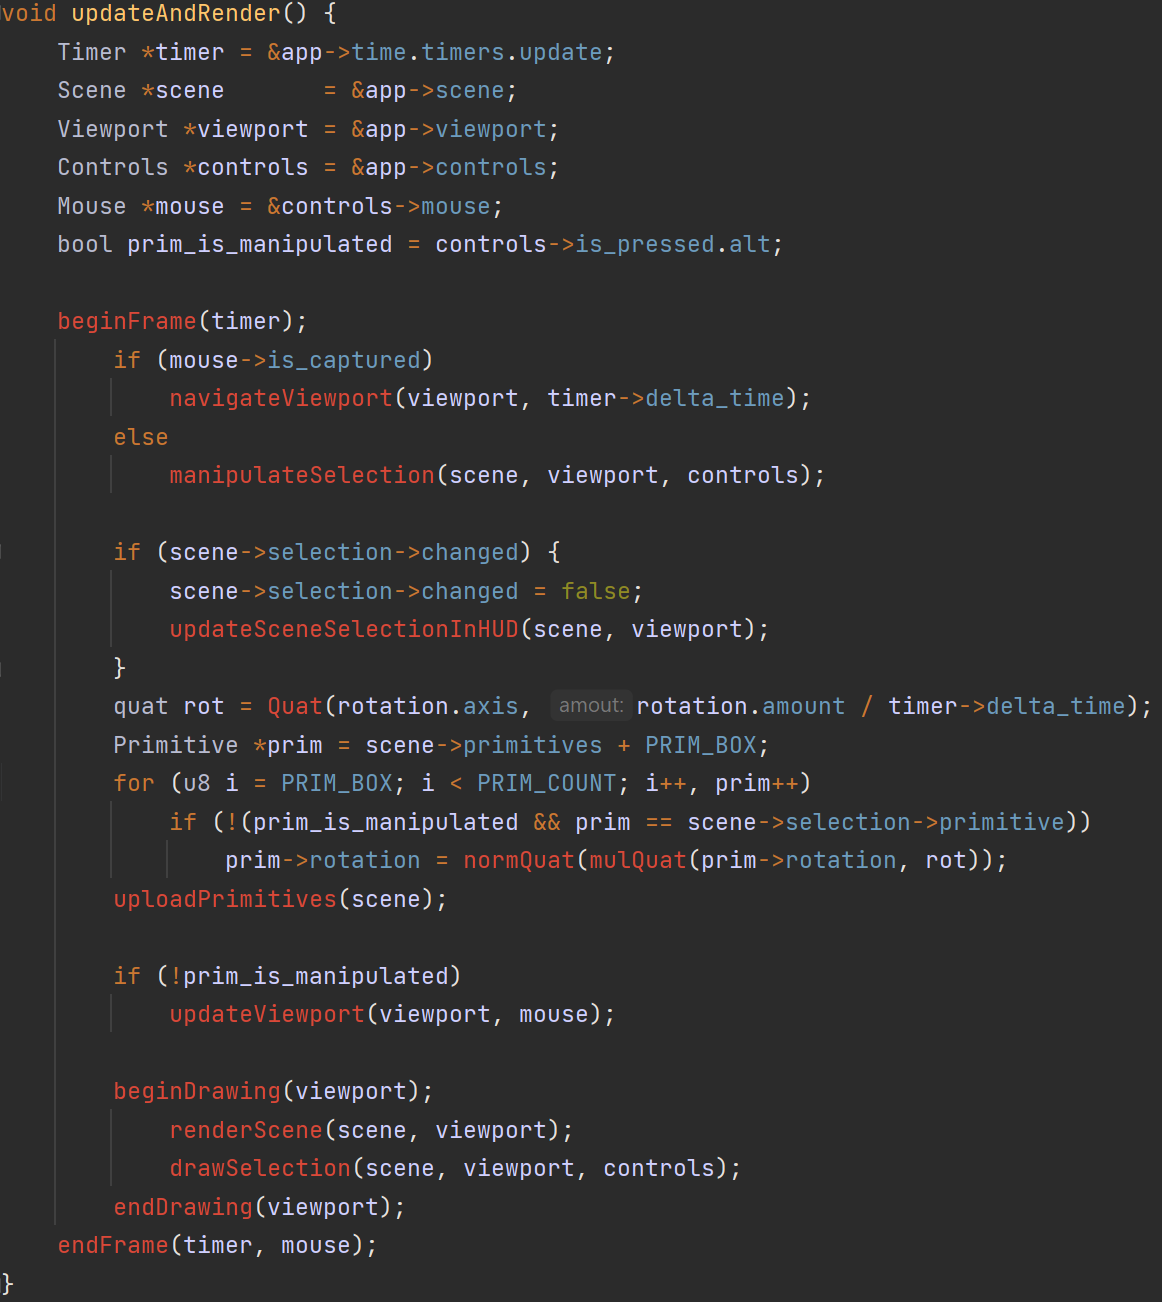 void updateAndRender() {
    Timer *timer = &app->time.timers.update;
    Scene *scene       = &app->scene;
    Viewport *viewport = &app->viewport;
    Controls *controls = &app->controls;
    Mouse *mouse = &controls->mouse;
    bool prim_is_manipulated = controls->is_pressed.alt;

    beginFrame(timer);
        if (mouse->is_captured)
            navigateViewport(viewport, timer->delta_time);
        else
            manipulateSelection(scene, viewport, controls);

        if (scene->selection->changed) {
            scene->selection->changed = false;
            updateSceneSelectionInHUD(scene, viewport);
        }
        quat rot = Quat(rotation.axis, amout: rotation.amount / timer->delta_time);
        Primitive *prim = scene->primitives + PRIM_BOX;
        for (u8 i = PRIM_BOX; i < PRIM_COUNT; i++, prim++)
            if (!(prim_is_manipulated && prim == scene->selection->primitive))
                prim->rotation = normQuat(mulQuat(prim->rotation, rot));
        uploadPrimitives(scene);

        if (!prim_is_manipulated)
            updateViewport(viewport, mouse);

        beginDrawing(viewport);
            renderScene(scene, viewport);
            drawSelection(scene, viewport, controls);
        endDrawing(viewport);
    endFrame(timer, mouse);
}